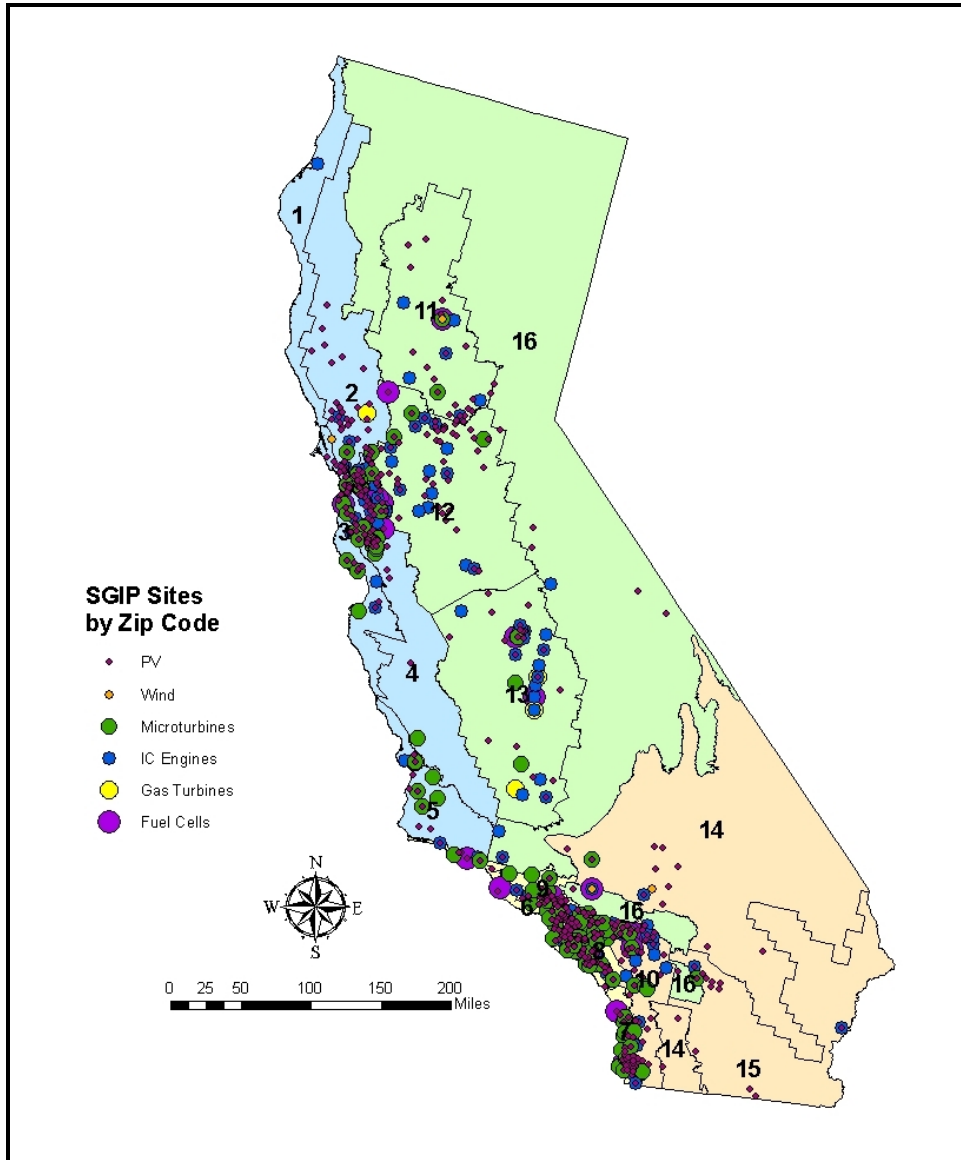 1
11
16
2
12
3
SGIP Sites
by Zip Code
PV
Wind
Microturbines
IC Engines
Gas Turbines
Fuel Cells
4
13
5
14
N
W E
S
9
6
16
8
10
16
0 25 50 100 150 200
Miles
7
14
15